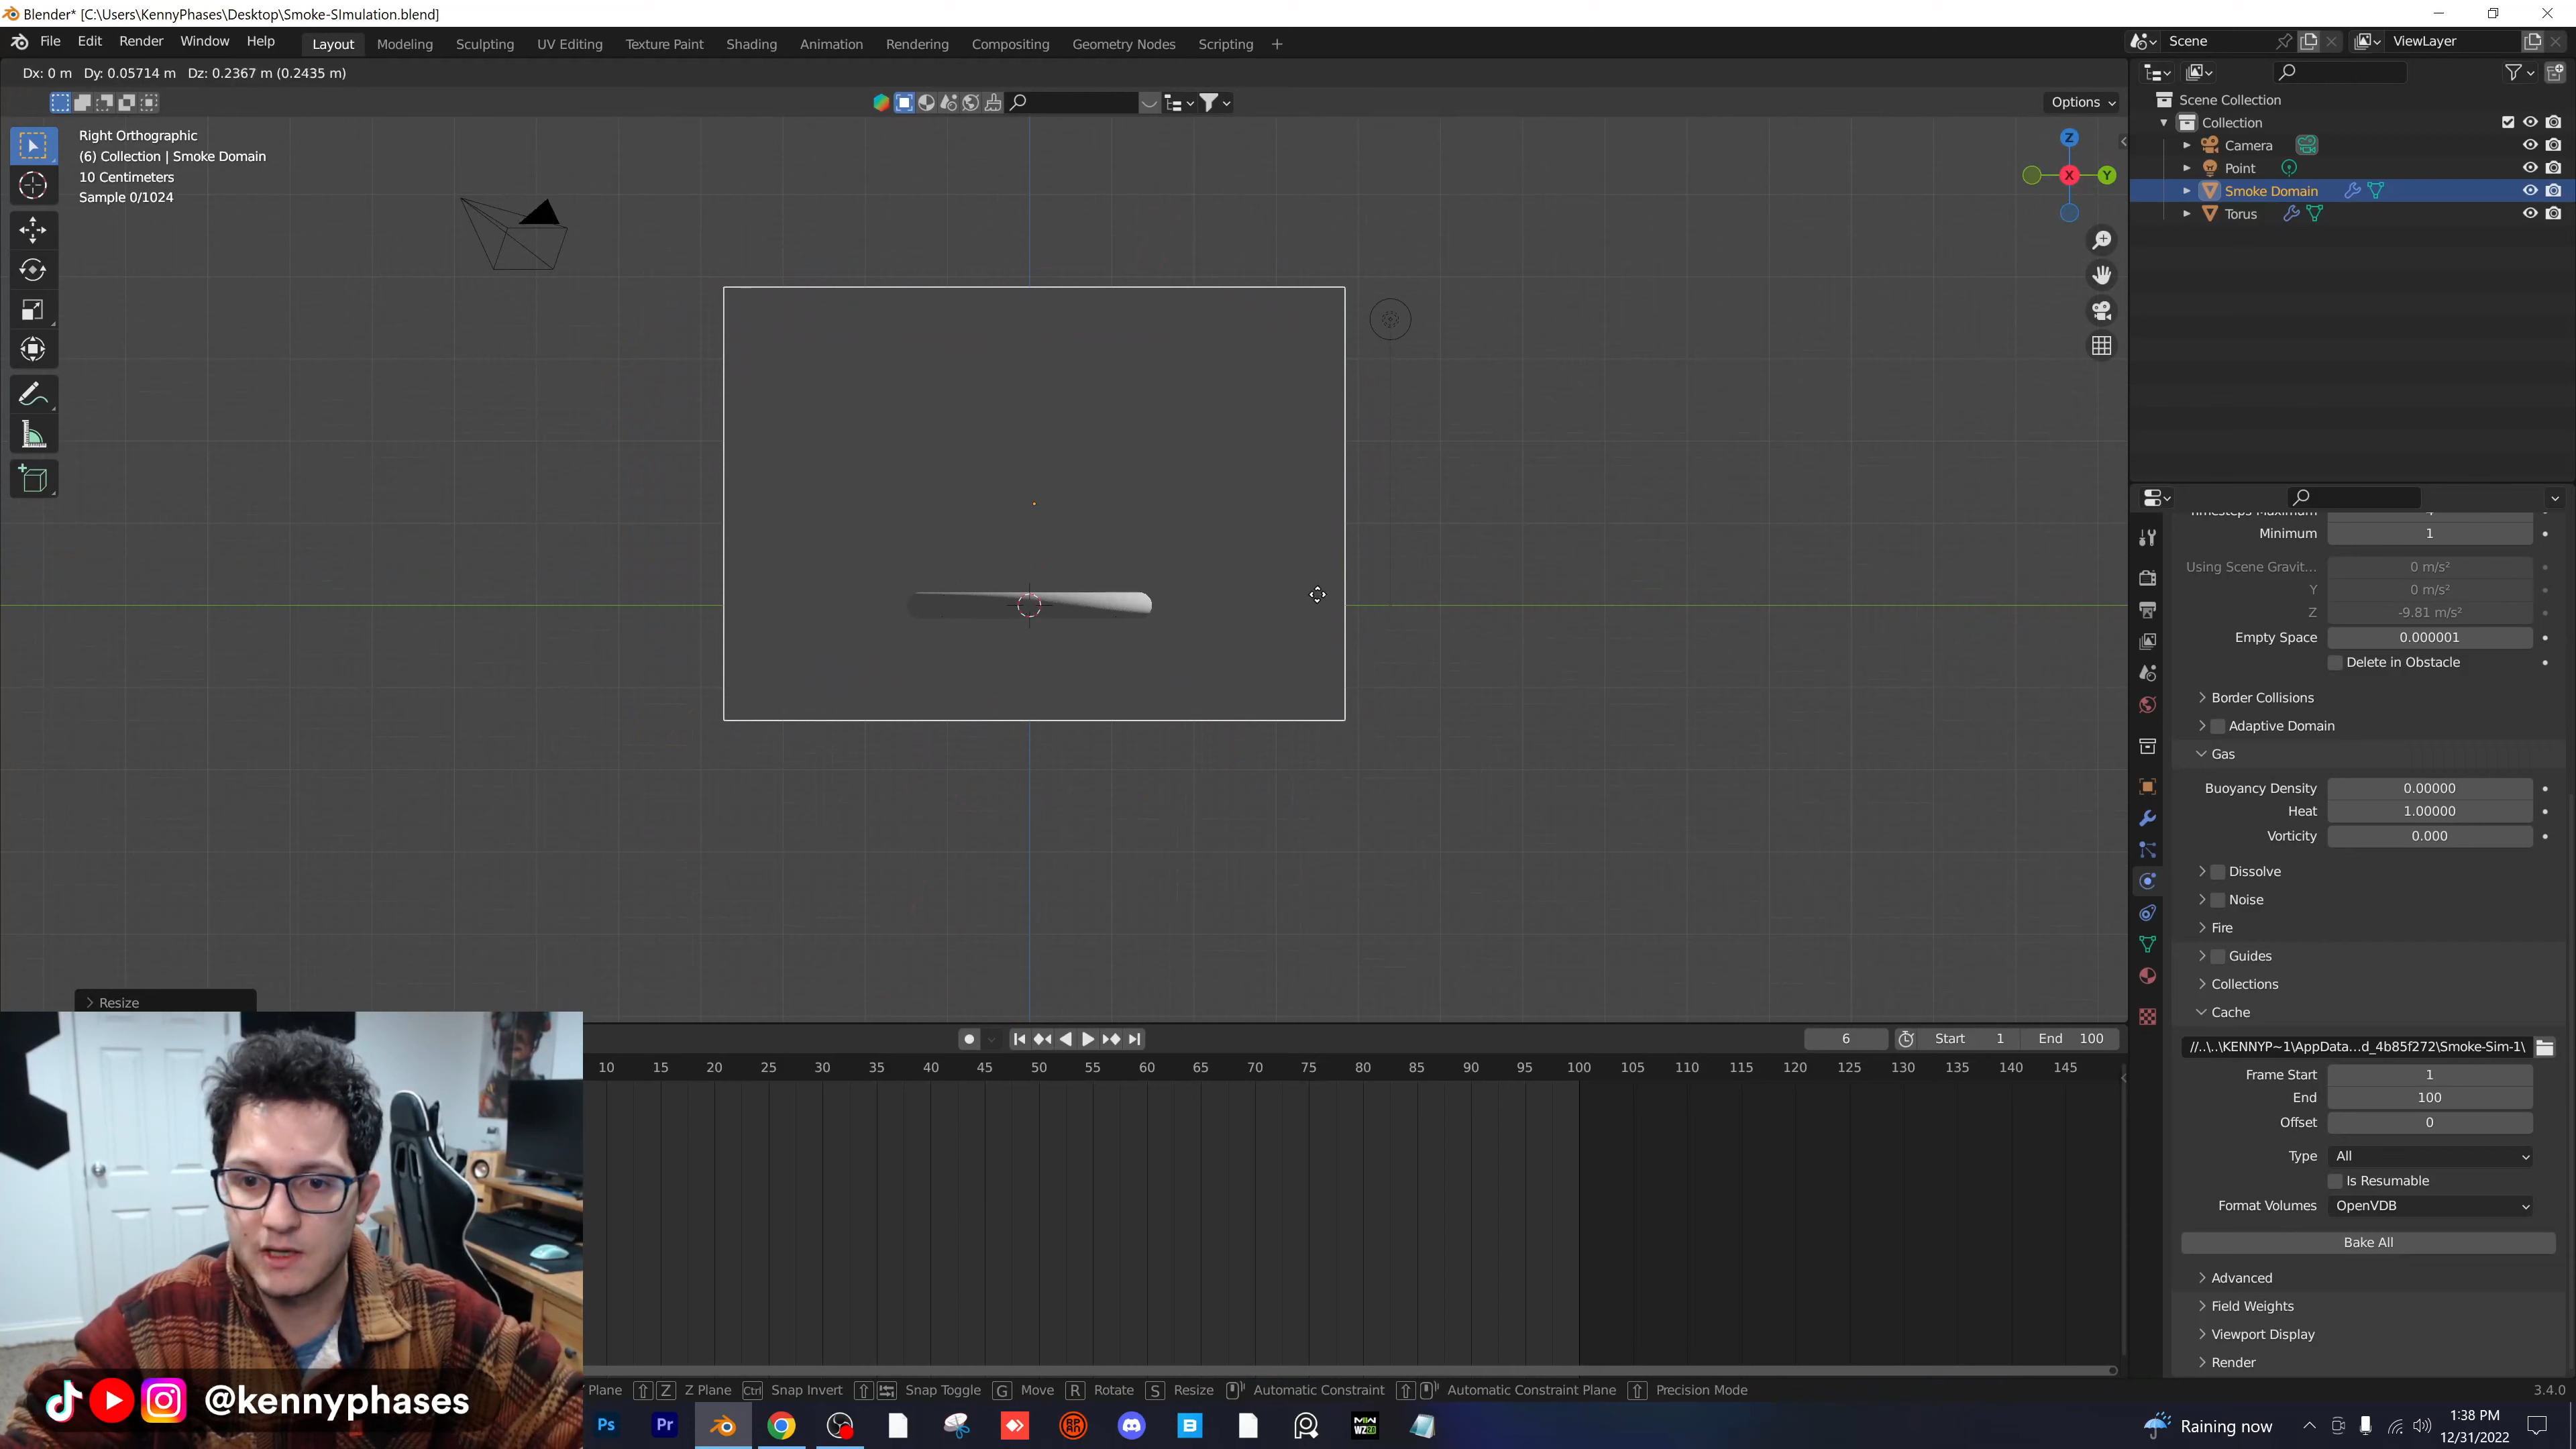 Blender* [C:\Users\KennyPhases\Desktop\Smoke-SImulation.blend]
File Edit Render Window Help Layout Modeling Sculpting UV Editing Texture Paint Shading Animation Rendering Compositing Geometry Nodes Scripting + Scene ViewLayer
Dx: 0 m Dy: 0.05714 m Dz: 0.2367 m (0.2435 m)
Options
Right Orthographic
(6) Collection | Smoke Domain
10 Centimeters
Sample 0/1024
Z
X
Y
Scene Collection
Collection
Camera
Point
Smoke Domain
Torus
Minimum 1
Using Scene Gravit... 0 m/s²
Y 0 m/s²
Z -9.81 m/s²
Empty Space 0.000001
Delete in Obstacle
Border Collisions
Adaptive Domain
Gas
Buoyancy Density 0.00000
Heat 1.00000
Vorticity 0.000
Dissolve
Noise
Fire
Guides
Collections
Cache
//..\..\KENNYP~1\AppData...d_4b85f272\Smoke-Sim-1\
Frame Start 1
End 100
Offset 0
Type All
Is Resumable
Format Volumes OpenVDB
Bake All
Advanced
Field Weights
Viewport Display
Render
Resize
6 Start 1 End 100
10 15 20 25 30 35 40 45 50 55 60 65 70 75 80 85 90 95 100 105 110 115 120 125 130 135 140 145
Plane Z Z Plane Ctrl Snap Invert Snap Toggle G Move R Rotate S Resize Automatic Constraint Automatic Constraint Plane Precision Mode 3.4.0
@kennyphases
Ps Pr B MW WZ2.0
Raining now
1:38 PM
12/31/2022